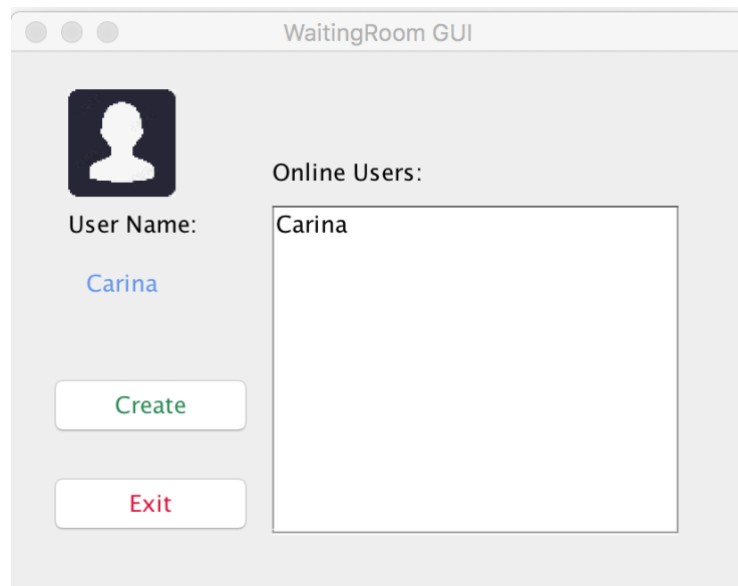 WaitingRoom GUI
User Name:
Carina
Create
Exit
Online Users:
Carina